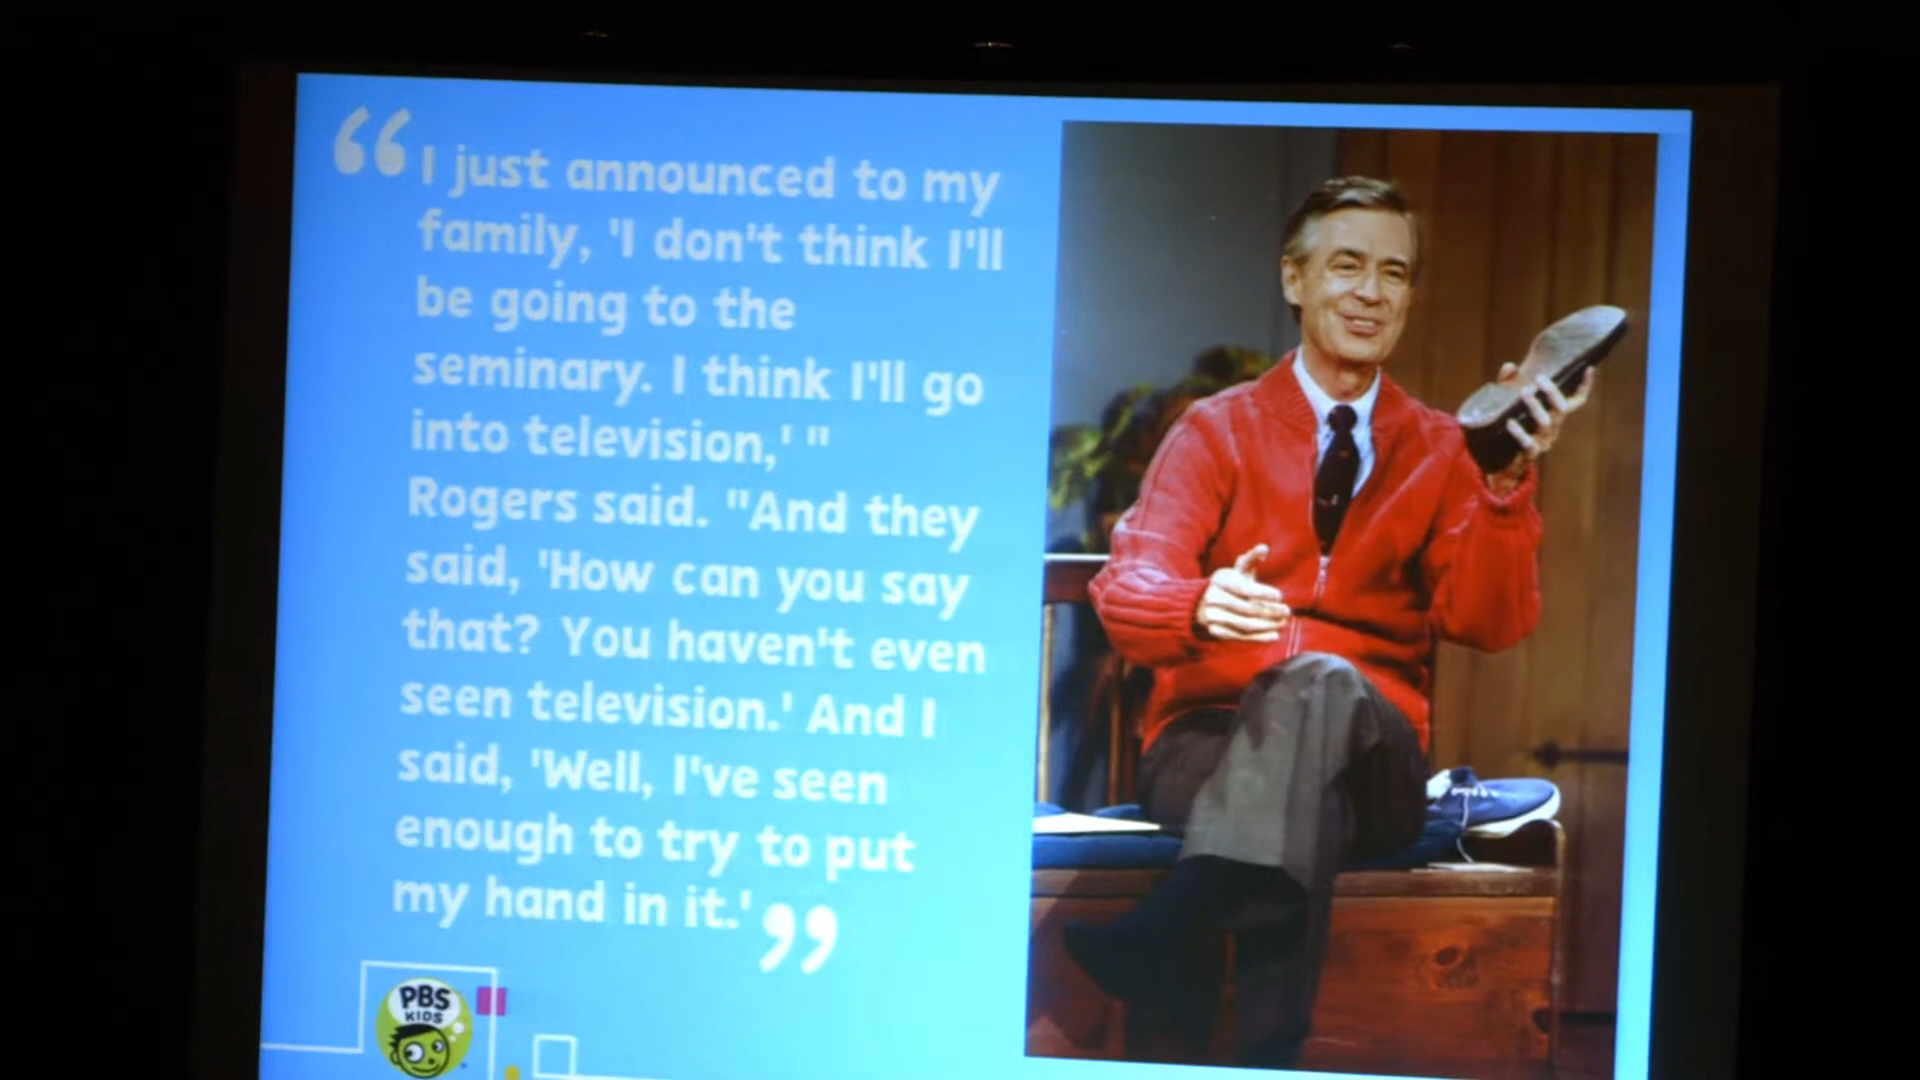 “I just announced to my
family, 'I don't think I'll
be going to the
seminary. I think I'll go
into television,' "
Rogers said. "And they
said, 'How can you say
that? You haven't even
seen television.' And I
said, 'Well, I've seen
enough to try to put
my hand in it.'”
PBS
KIDS